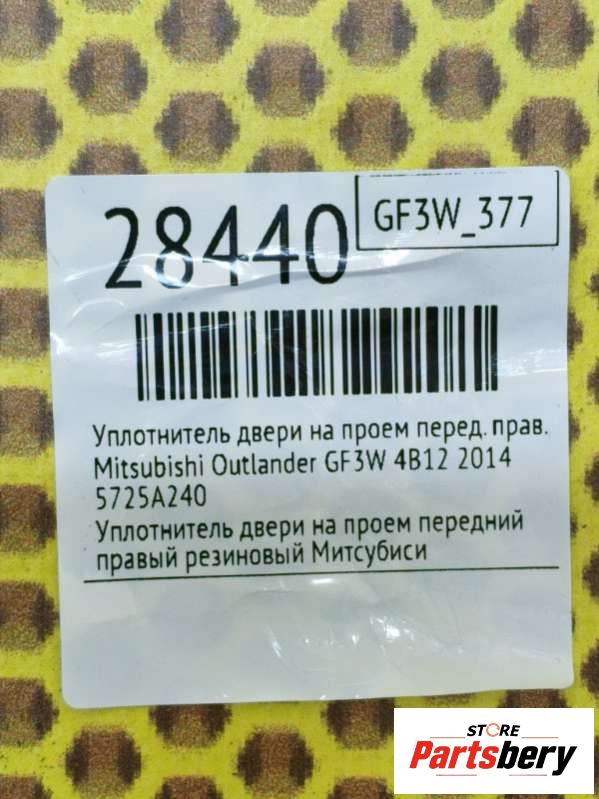 28440
GF3W_377
Уплотнитель двери на проем перед. прав.
Mitsubishi Outlander GF3W 4B12 2014
5725A240
Уплотнитель двери на проем передний
правый резиновый Митсубиси
STORE
Partsbery